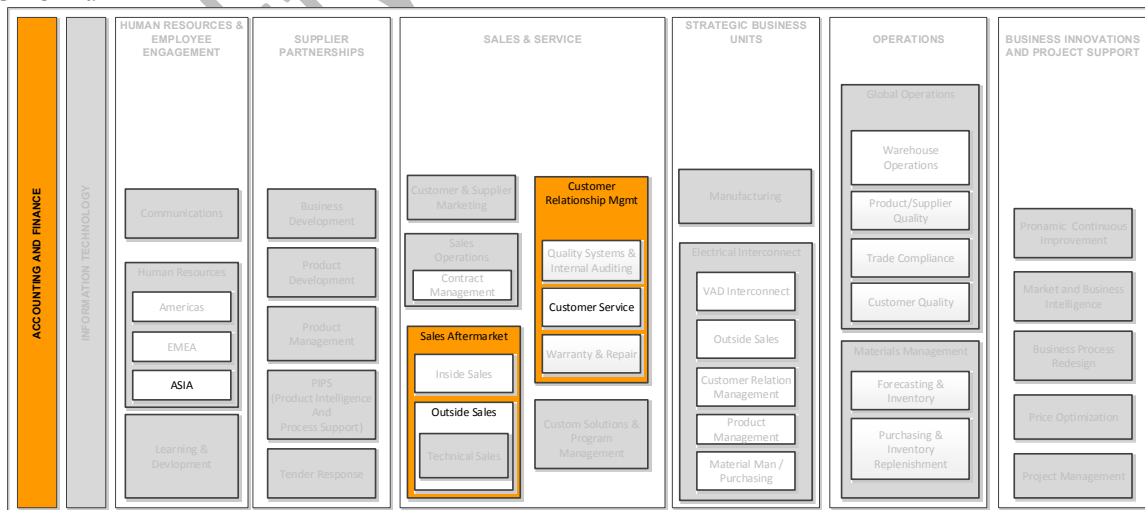 ACCOUNTING AND FINANCE
INFORMATION TECHNOLOGY
HUMAN RESOURCES &
EMPLOYEE
ENGAGEMENT
Communications
Human Resources
Americas
EMEA
ASIA
Learning &
Devlopment
SUPPLIER
PARTNERSHIPS
Business
Development
Product
Development
Product
Management
PIPS
(Product Intelligence
And
Process Support)
Tender Response
SALES & SERVICE
Customer & Supplier
Marketing
Sales
Operations
Contract
Management
Sales Aftermarket
Inside Sales
Outside Sales
Technical Sales
Customer
Relationship Mgmt
Quality Systems &
Internal Auditing
Customer Service
Warranty & Repair
Custom Solutions &
Program
Management
STRATEGIC BUSINESS
UNITS
Manufacturing
Electrical Interconnect
VAD Interconnect
Outside Sales
Customer Relation
Management
Product
Management
Material Man /
Purchasing
OPERATIONS
Global Operations
Warehouse
Operations
Product/Supplier
Quality
Trade Compliance
Customer Quality
Materials Management
Forecasting &
Inventory
Purchasing &
Inventory
Replenishment
BUSINESS INNOVATIONS
AND PROJECT SUPPORT
Pronamic Continuous
Improvement
Market and Business
Intelligence
Business Process
Redesign
Price Optimization
Project Management